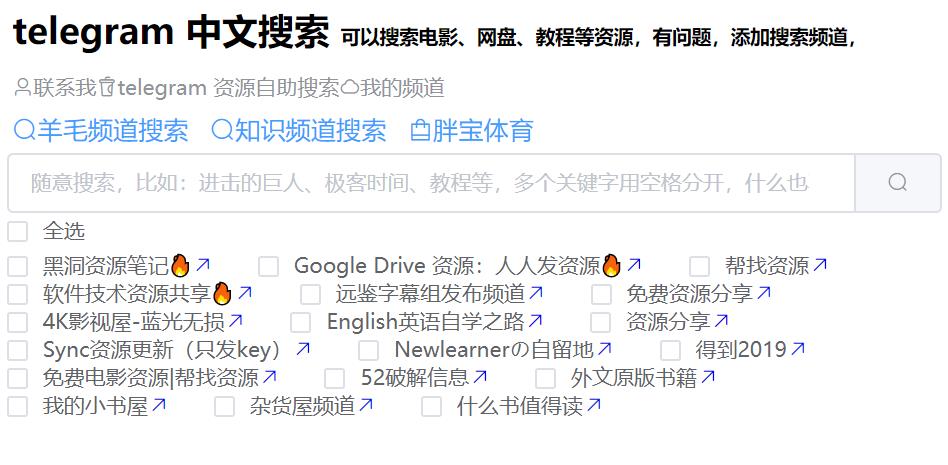 telegram 中文搜索 可以搜索电影、网盘、教程等资源，有问题，添加搜索频道，
联系我 telegram 资源自助搜索 我的频道
羊毛频道搜索 知识频道搜索 胖宝体育
随意搜索，比如：进击的巨人、极客时间、教程等，多个关键字用空格分开，什么也
全选
黑洞资源笔记🔥 Google Drive 资源：人人发资源🔥 帮找资源
软件技术资源共享🔥 远鉴字幕组发布频道 免费资源分享
4K影视屋-蓝光无损 English英语自学之路 资源分享
Sync资源更新（只发key） Newlearnerの自留地 得到2019
免费电影资源|帮找资源 52破解信息 外文原版书籍
我的小书屋 杂货屋频道 什么书值得读